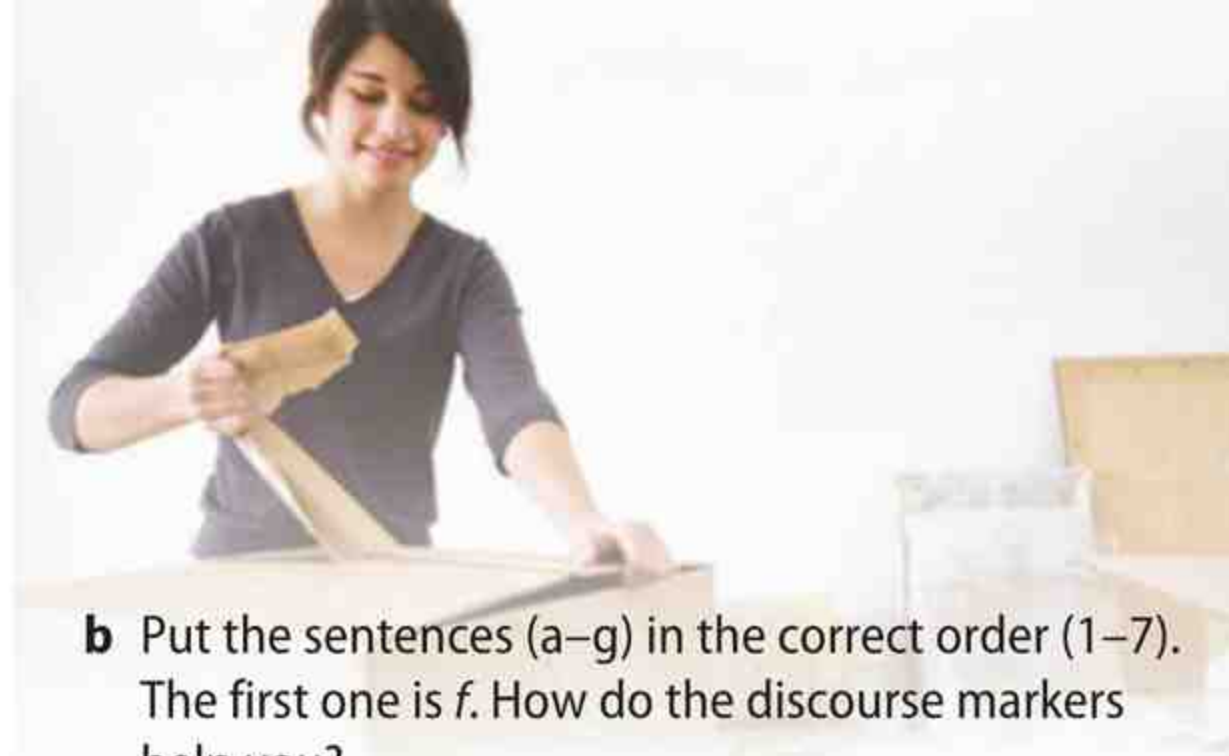 b Put the sentences (a–g) in the correct order (1–7).
The first one is f. How do the discourse markers